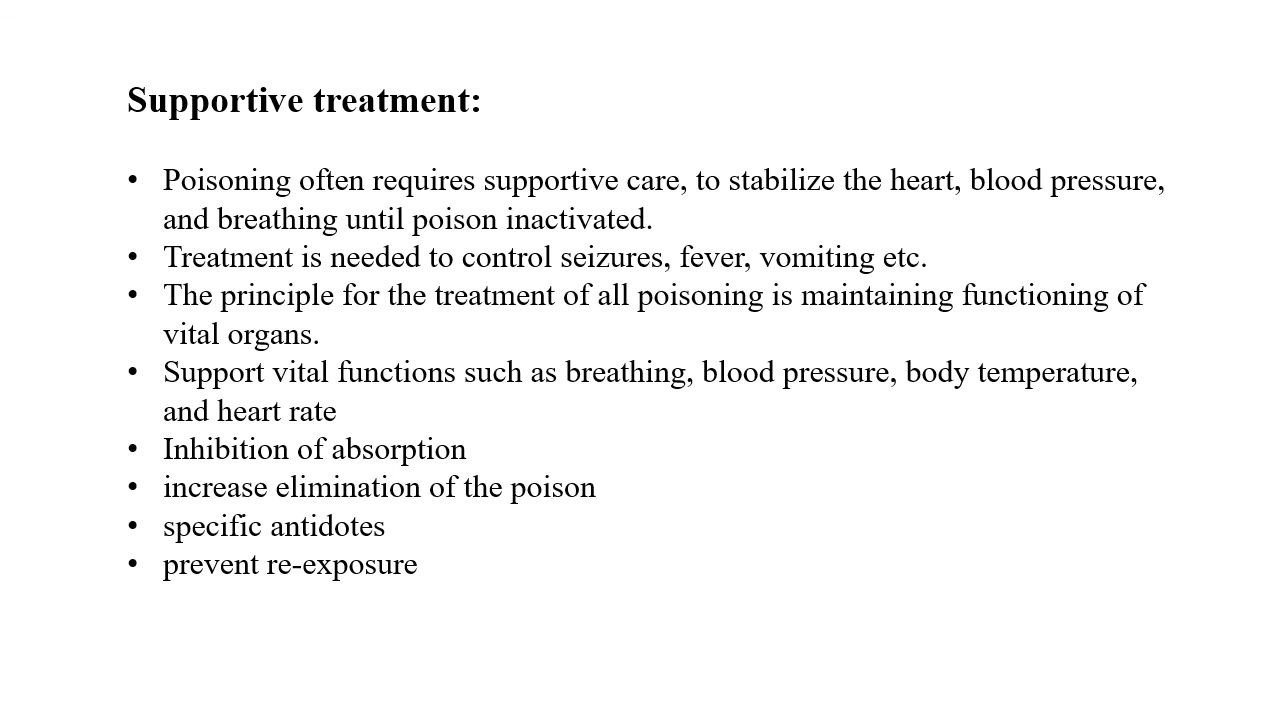 Supportive treatment:
• Poisoning often requires supportive care, to stabilize the heart, blood pressure,
and breathing until poison inactivated.
• Treatment is needed to control seizures, fever, vomiting etc.
• The principle for the treatment of all poisoning is maintaining functioning of
vital organs.
• Support vital functions such as breathing, blood pressure, body temperature,
and heart rate
• Inhibition of absorption
• increase elimination of the poison
• specific antidotes
• prevent re-exposure